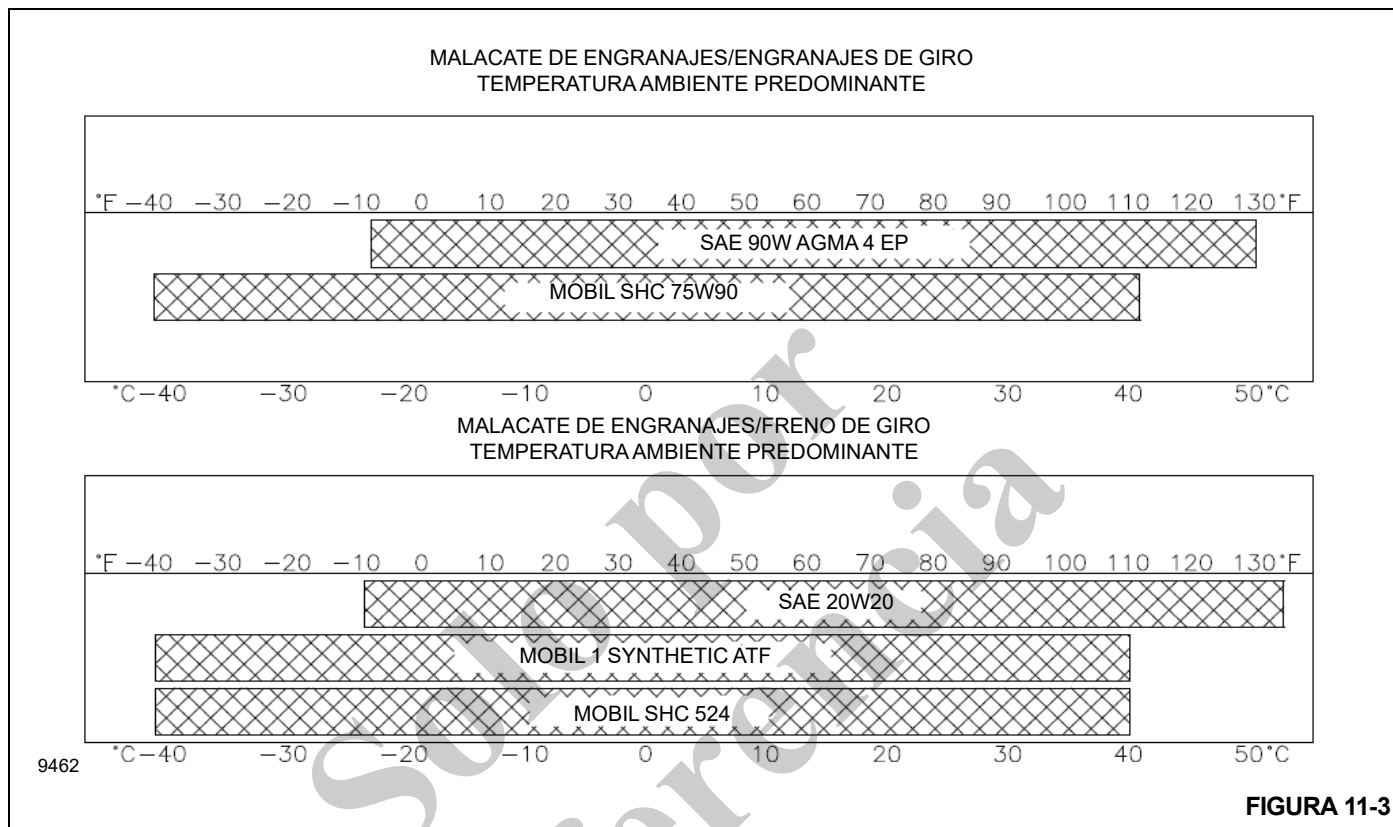 MALACATE DE ENGRANAJES/ENGRANAJES DE GIRO
TEMPERATURA AMBIENTE PREDOMINANTE
°F −40 −30 −20 −10 0 10 20 30 40 50 60 70 80 90 100 110 120 130°F
SAE 90W AGMA 4 EP
MOBIL SHC 75W90
°C−40 −30 −20 −10 0 10 20 30 40 50°C
MALACATE DE ENGRANAJES/FRENO DE GIRO
TEMPERATURA AMBIENTE PREDOMINANTE
°F −40 −30 −20 −10 0 10 20 30 40 50 60 70 80 90 100 110 120 130°F
SAE 20W20
MOBIL 1 SYNTHETIC ATF
MOBIL SHC 524
°C−40 −30 −20 −10 0 10 20 30 40 50°C
9462
FIGURA 11-3
Solo por